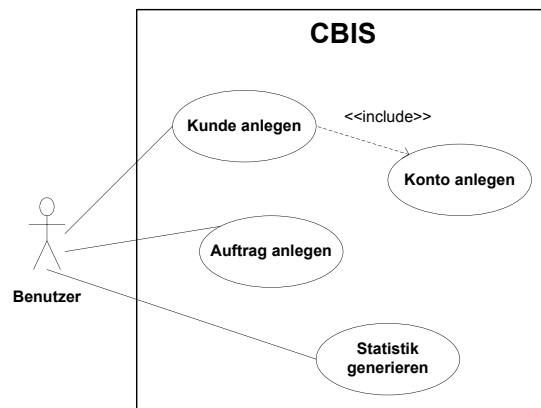 CBIS
Kunde anlegen
<<include>>
Konto anlegen
Auftrag anlegen
Benutzer
Statistik
generieren